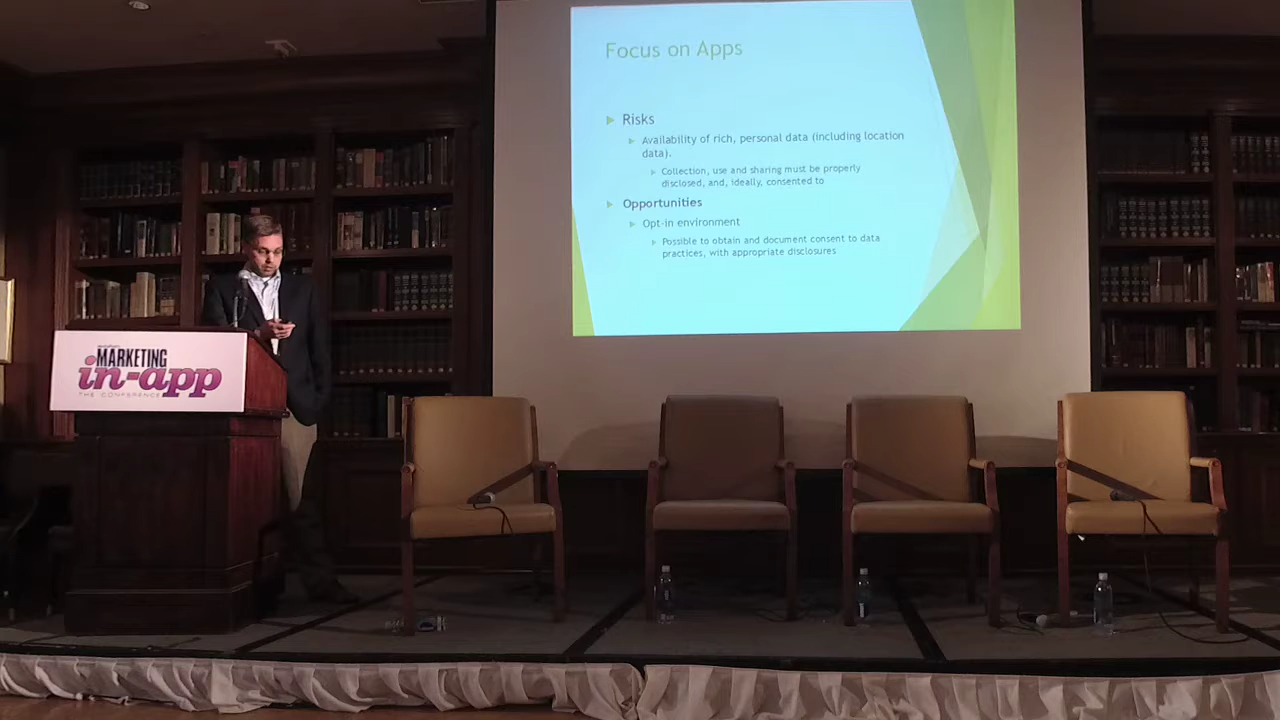 Focus on Apps
Risks
Availability of rich, personal data (including location
data).
Collection, use and sharing must be properly
disclosed, and, ideally, consented to
Opportunities
Opt-in environment
Possible to obtain and document consent to data
practices, with appropriate disclosures
MARKETING
in-app
THE CONFERENCE